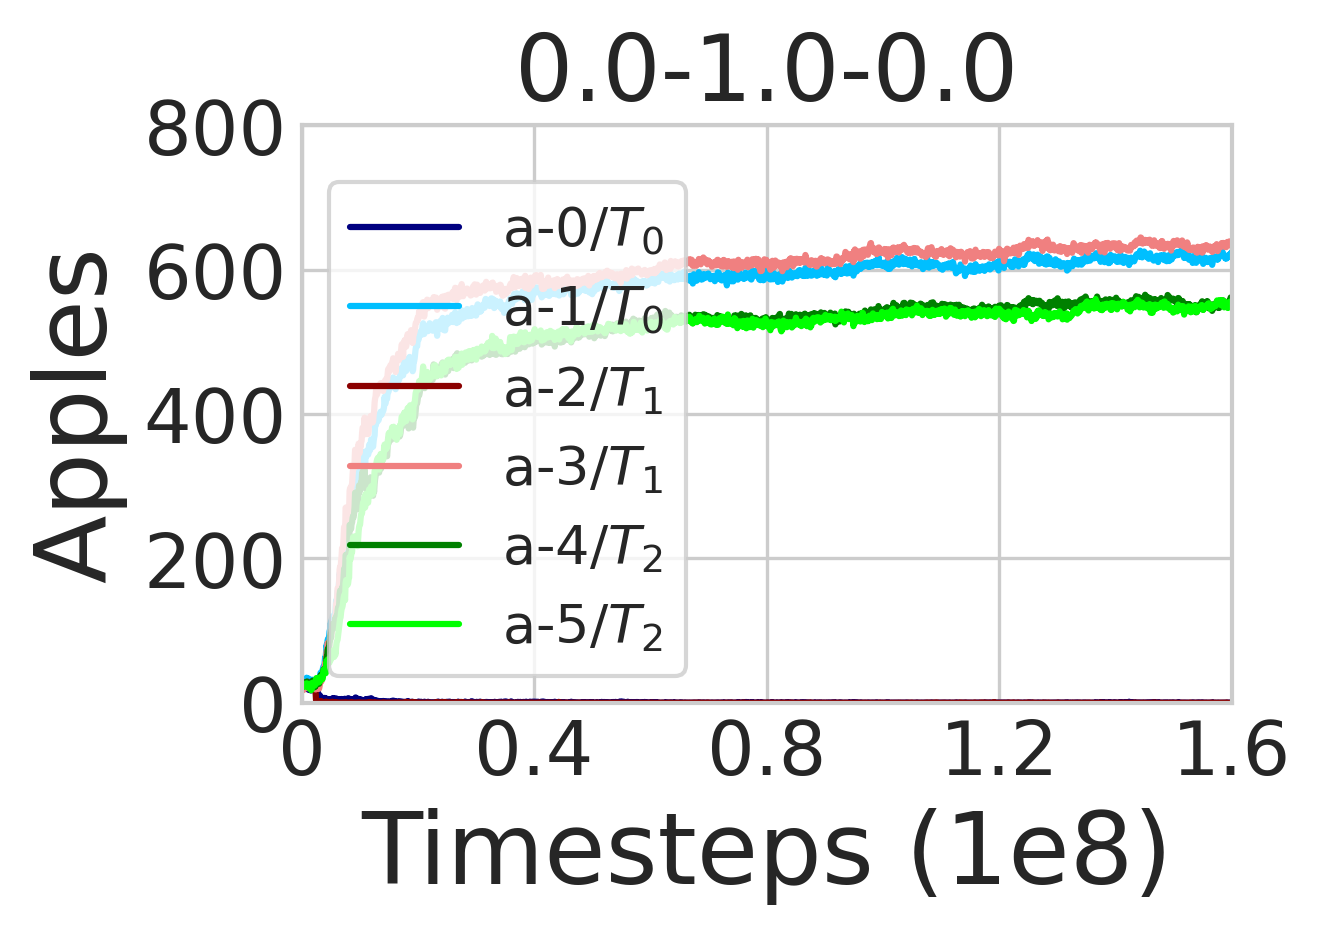 0.0-1.0-0.0
800
600
400
200
0
Apples
a-0/T₀
a-1/T₀
a-2/T₁
a-3/T₁
a-4/T₂
a-5/T₂
0 0.4 0.8 1.2 1.6
Timesteps (1e8)